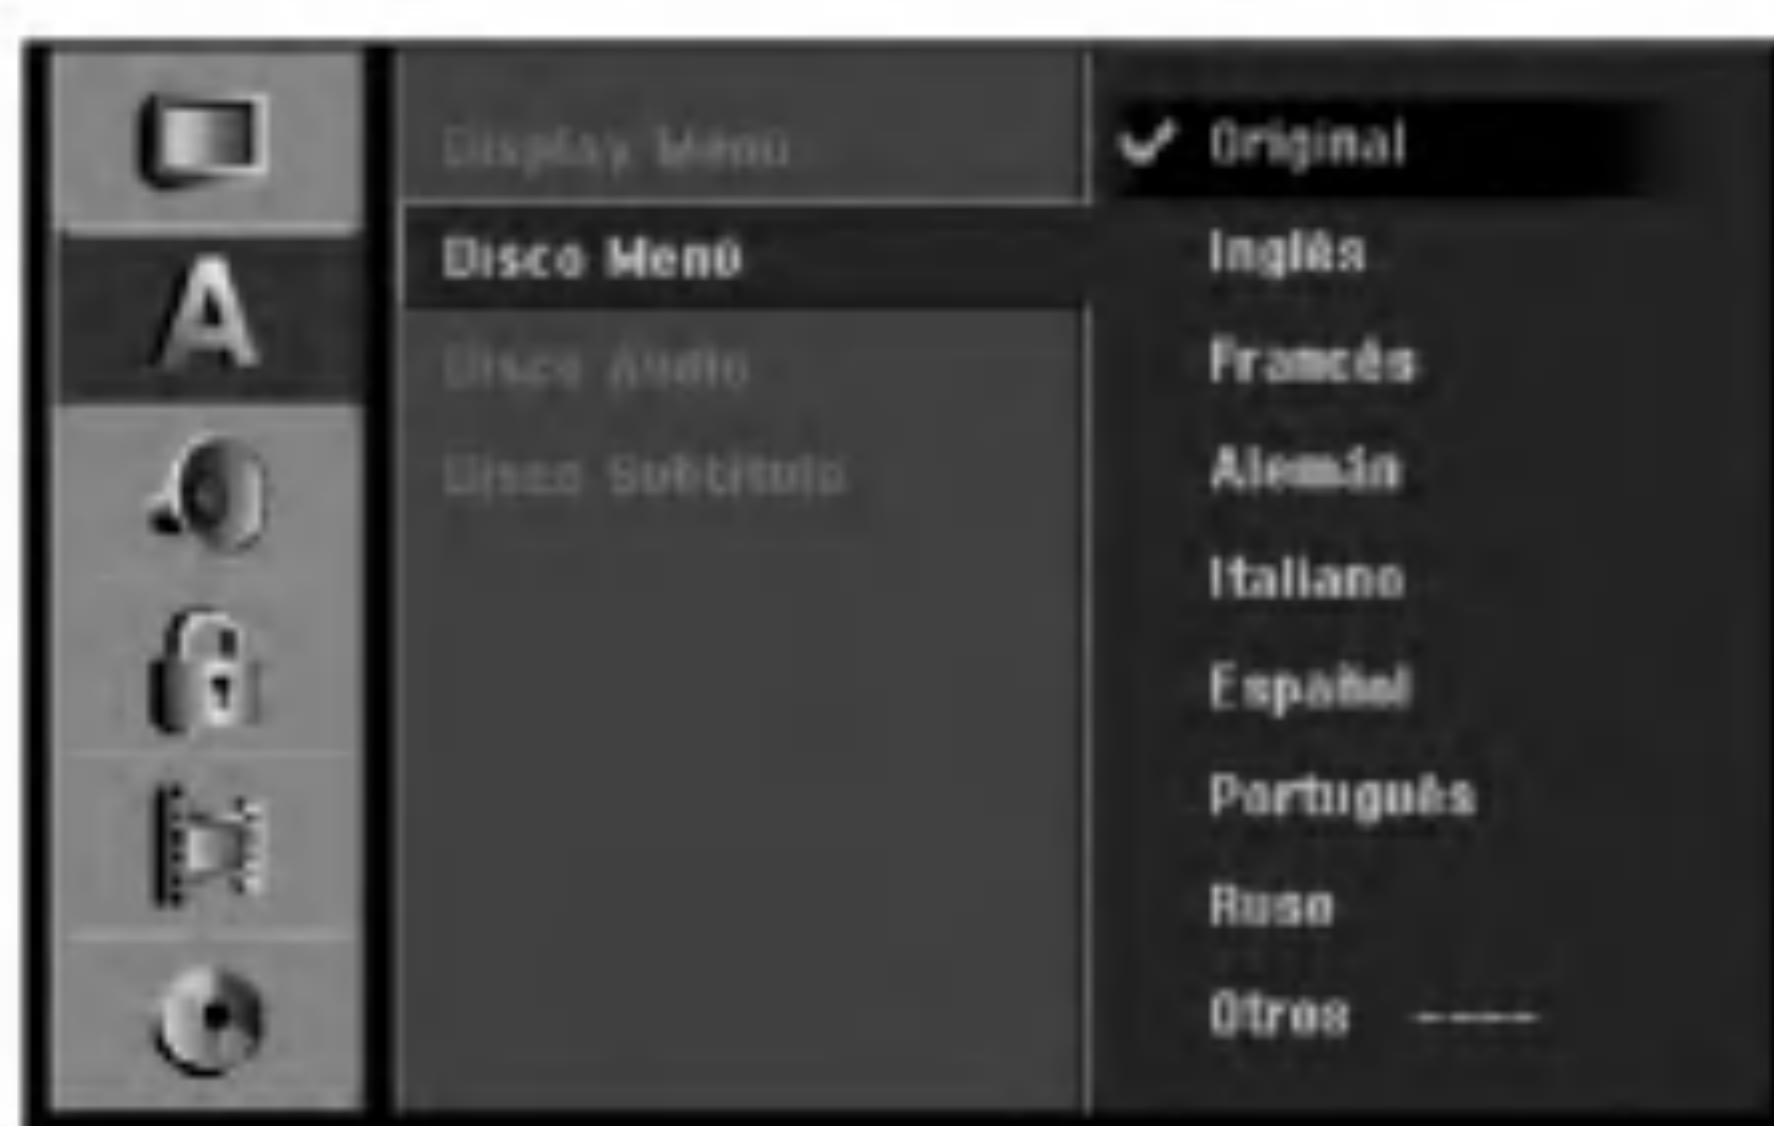 A
Display Menú
Disco Menú
Disco Audio
Disco Subtítulo
Original
Inglés
Francés
Alemán
Italiano
Español
Portugués
Ruso
Otros ----